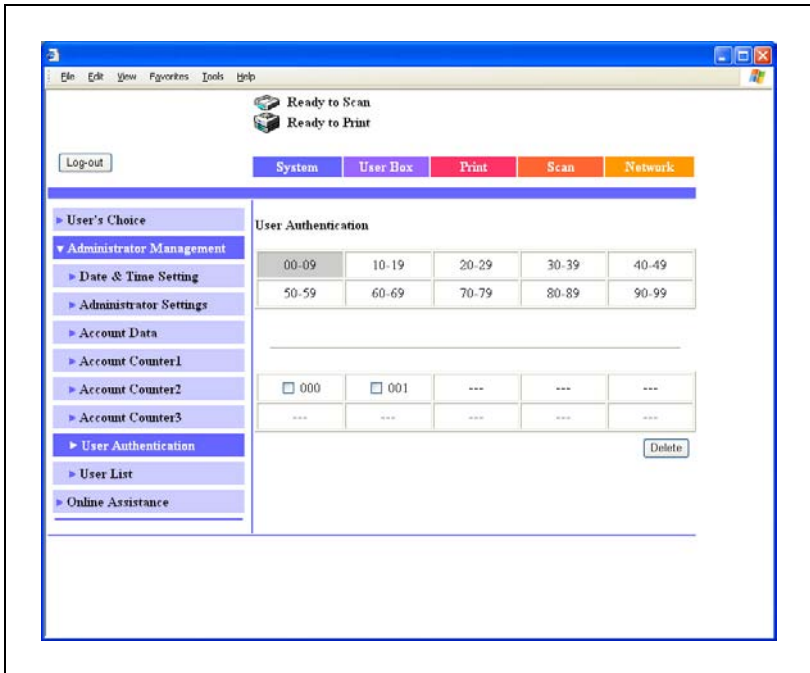 File Edit View Favorites Tools Help
Ready to Scan
Ready to Print
Log-out
System User Box Print Scan Network
User's Choice
Administrator Management
Date & Time Setting
Administrator Settings
Account Data
Account Counter1
Account Counter2
Account Counter3
User Authentication
User List
Online Assistance
User Authentication
00-09 10-19 20-29 30-39 40-49
50-59 60-69 70-79 80-89 90-99
000 001 --- --- ---
--- --- --- --- ---
Delete